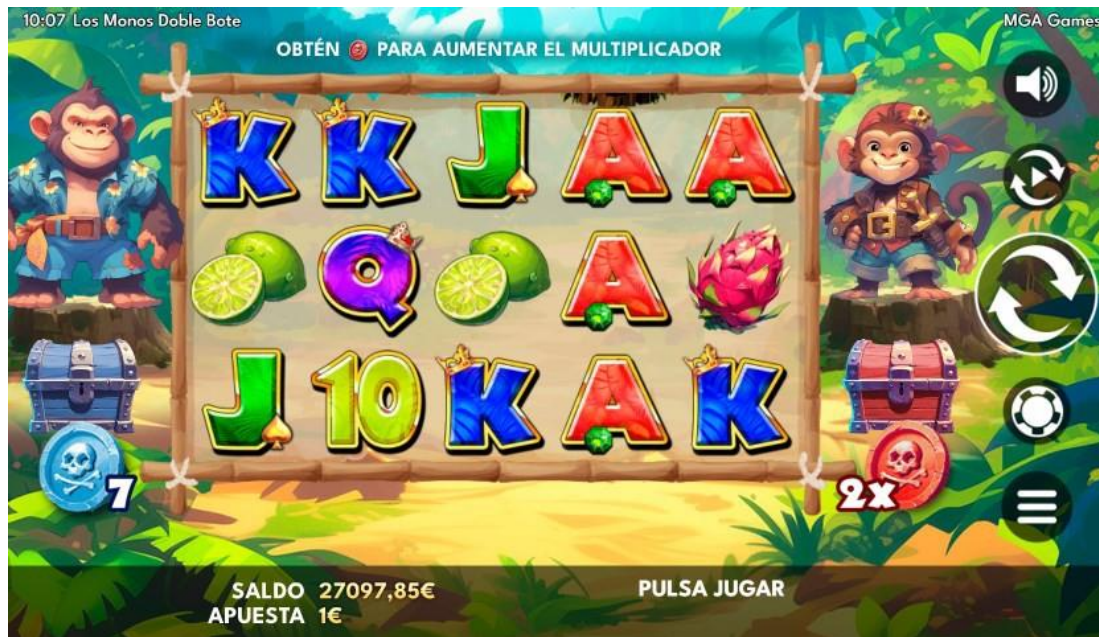 10:07 Los Monos Doble Bote
MGA Games
OBTÉN PARA AUMENTAR EL MULTIPLICADOR
K K J A A
Q A
J 10 K A K
7
2x
SALDO 27097,85€
APUESTA 1€
PULSA JUGAR